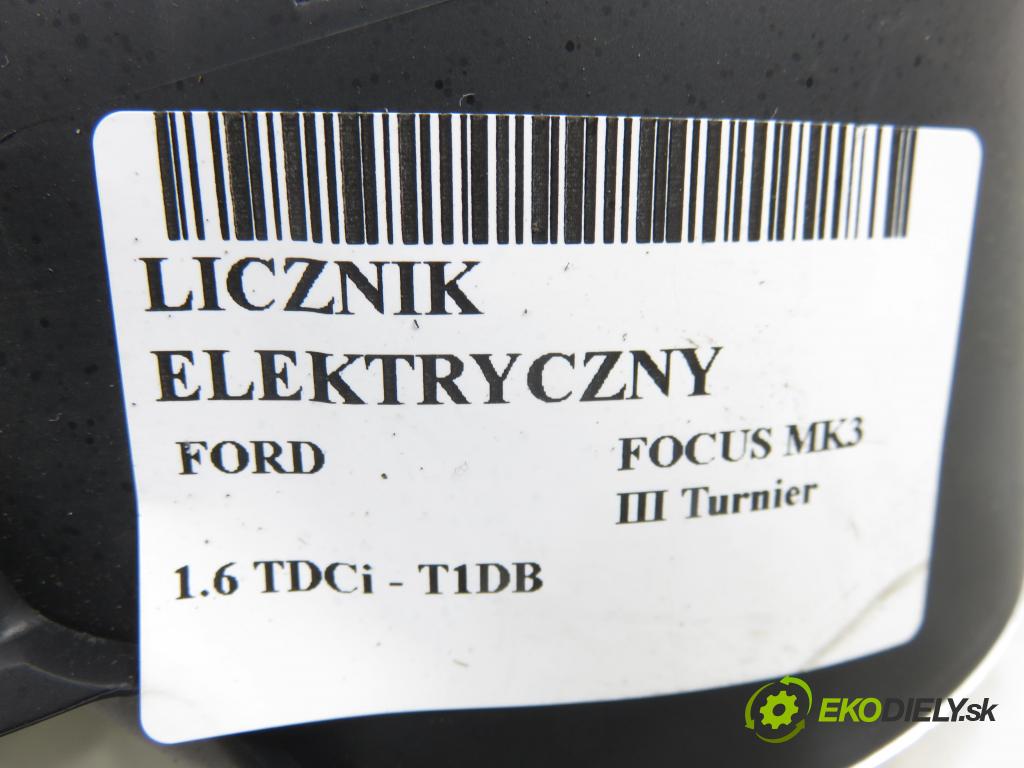 LICZNIK
ELEKTRYCZNY
FORD
FOCUS MK3
III Turnier
1.6 TDCi - T1DB
EKODIELY.sk